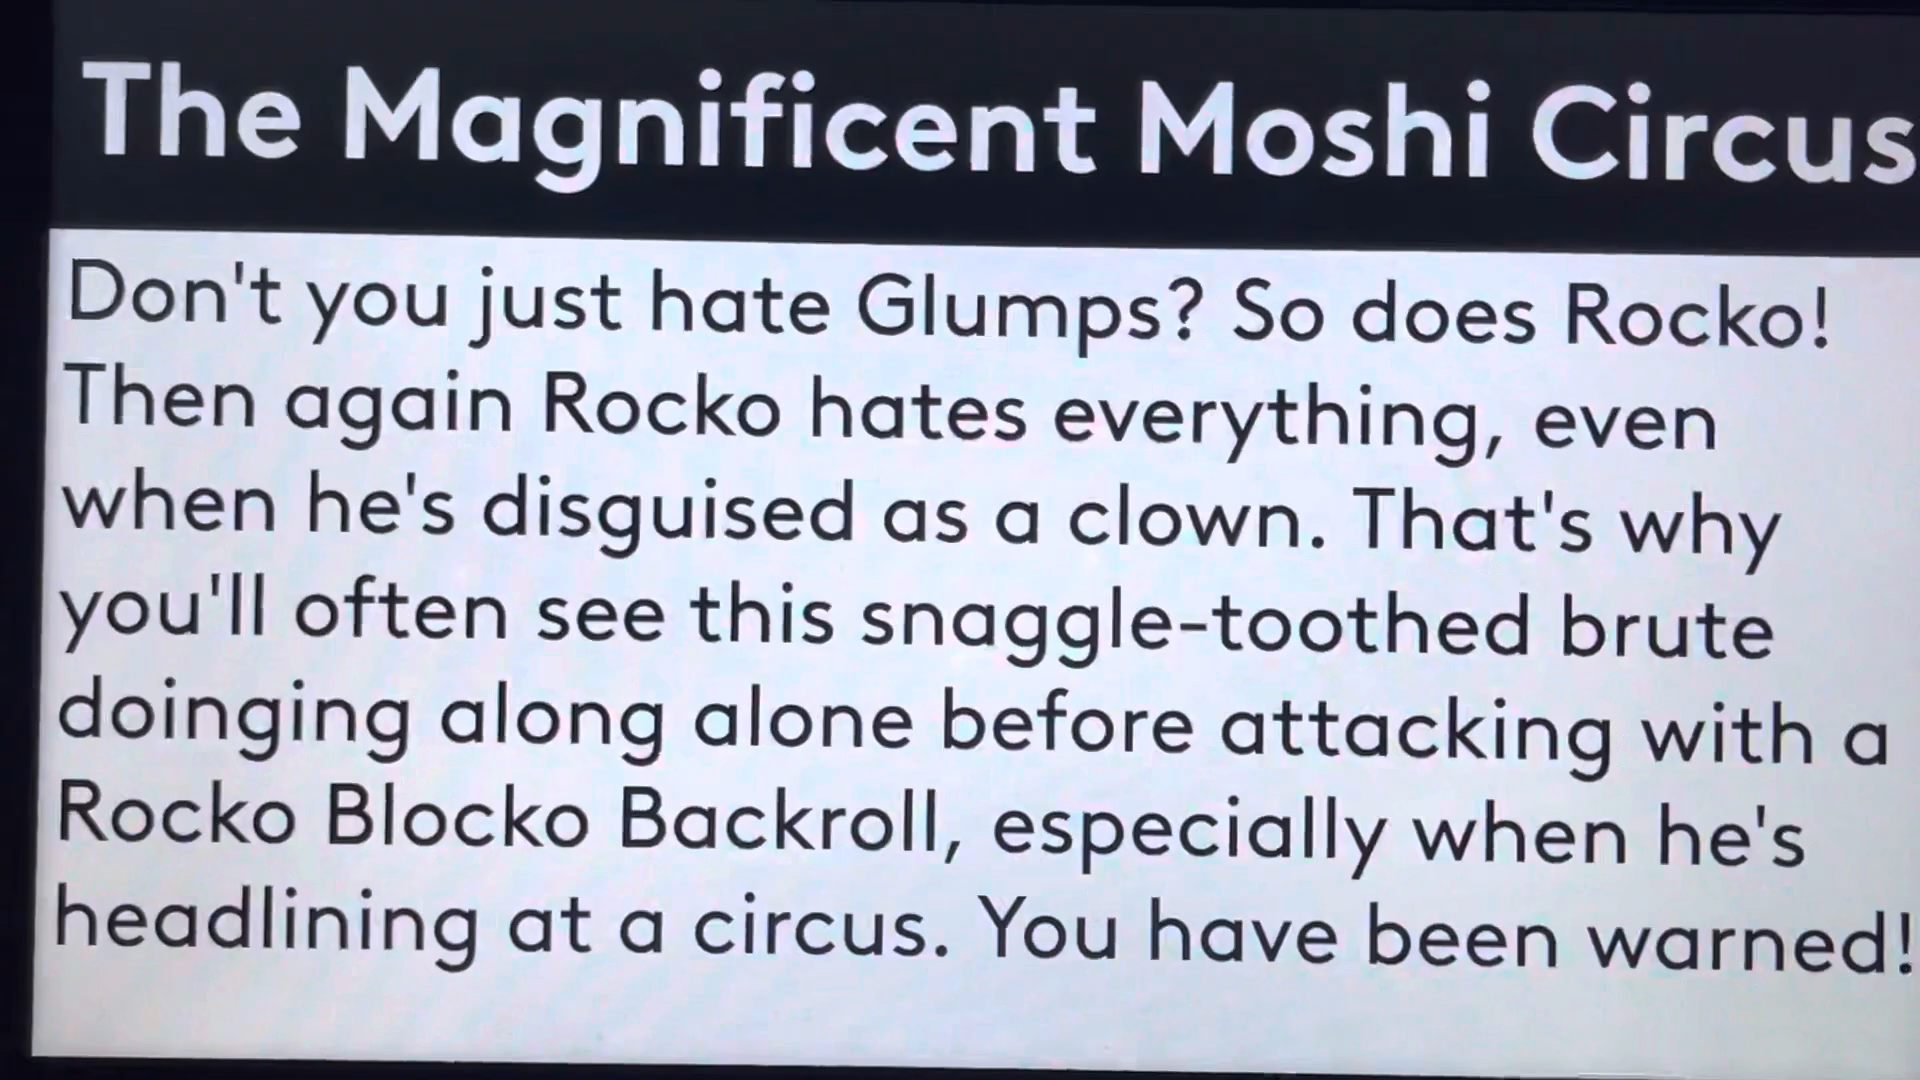 The Magnificent Moshi Circus
Don't you just hate Glumps? So does Rocko!
Then again Rocko hates everything, even
when he's disguised as a clown. That's why
you'll often see this snaggle-toothed brute
doinging along alone before attacking with a
Rocko Blocko Backroll, especially when he's
headlining at a circus. You have been warned!